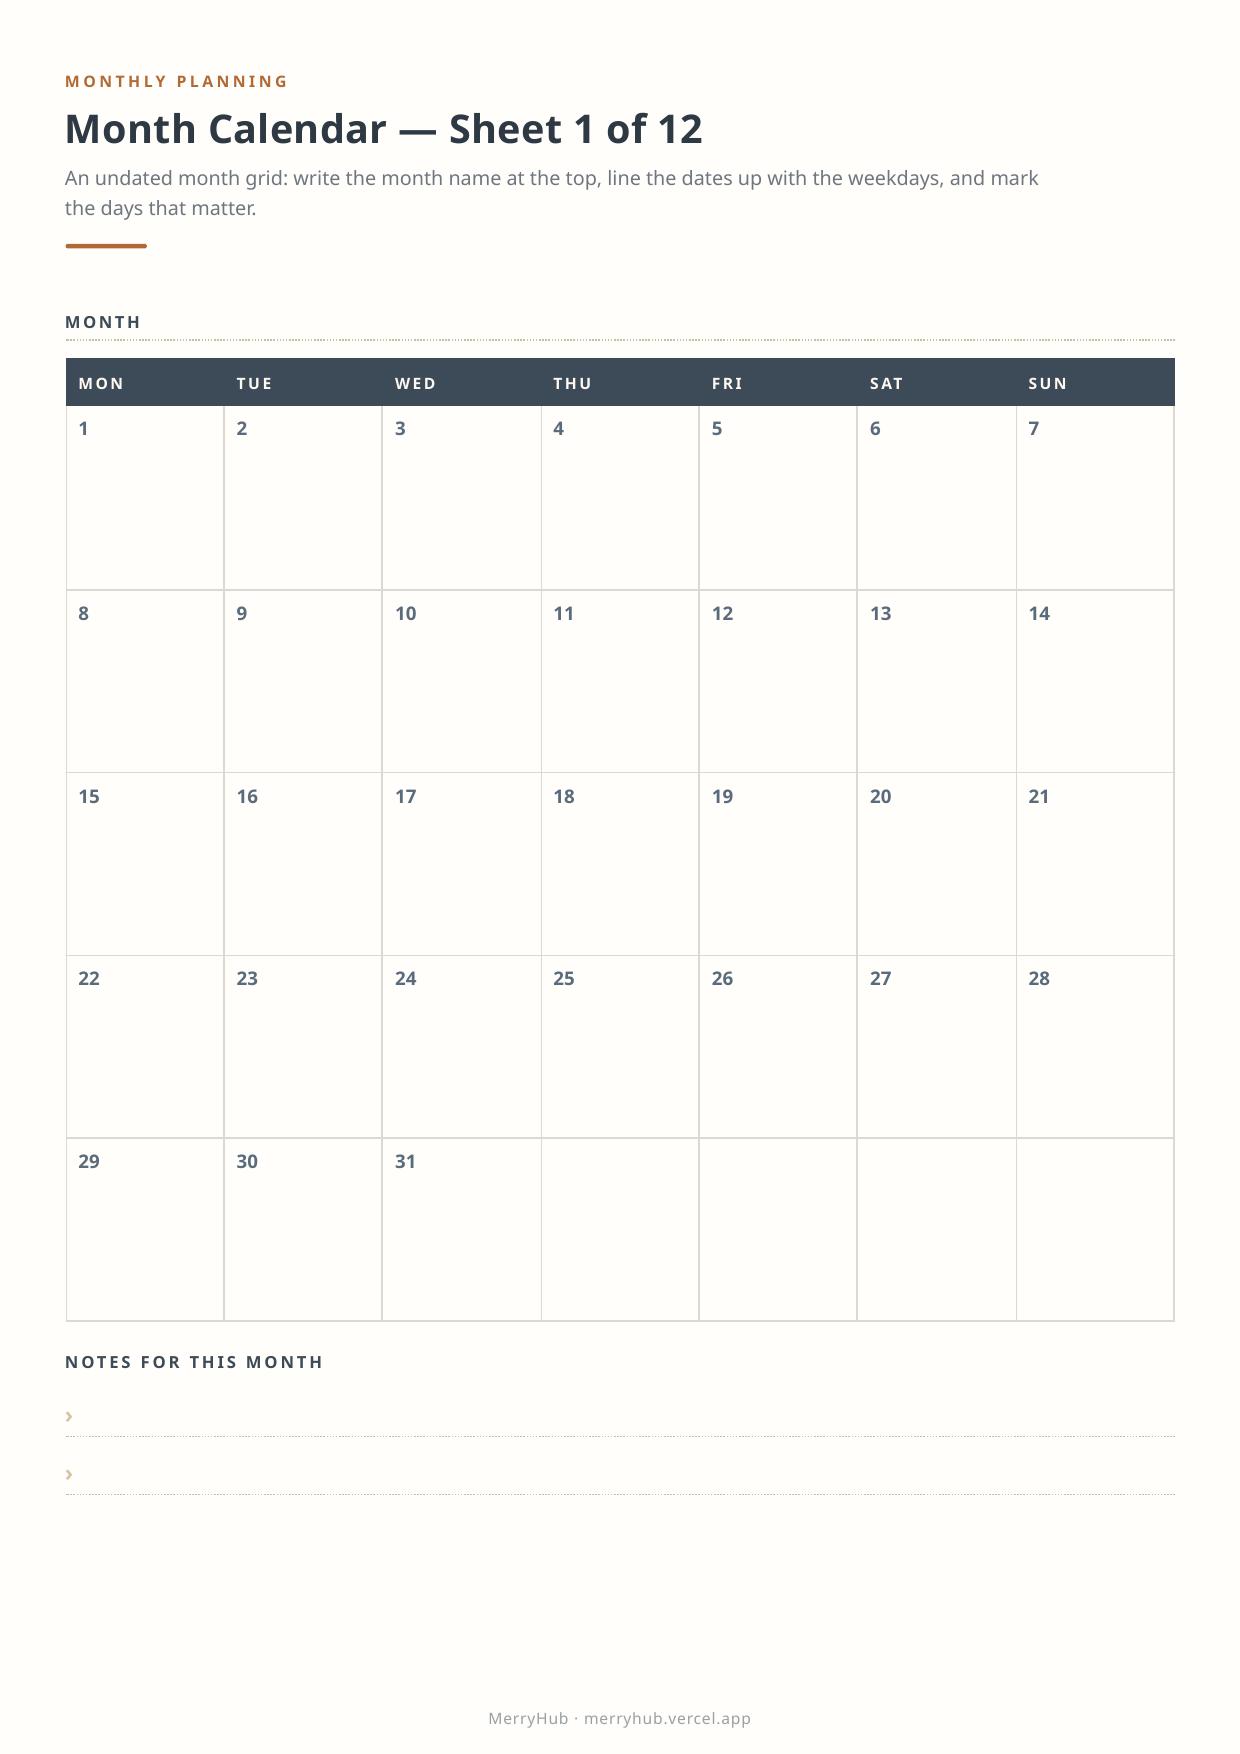 MONTHLY PLANNING
Month Calendar — Sheet 1 of 12
An undated month grid: write the month name at the top, line the dates up with the weekdays, and mark
the days that matter.
MONTH
MON TUE WED THU FRI SAT SUN
1 2 3 4 5 6 7
8 9 10 11 12 13 14
15 16 17 18 19 20 21
22 23 24 25 26 27 28
29 30 31
NOTES FOR THIS MONTH
›
›
MerryHub · merryhub.vercel.app